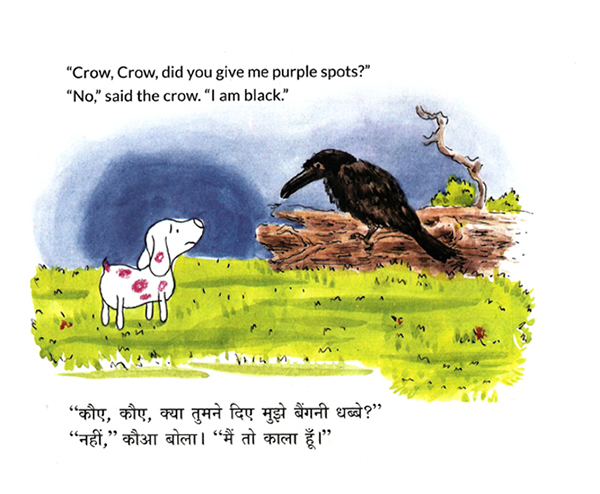 “Crow, Crow, did you give me purple spots?”
“No,” said the crow. “I am black.”
“कौए, कौए, क्या तुमने दिए मुझे बैंगनी धब्बे?”
“नहीं,” कौआ बोला। “मैं तो काला हूँ।”